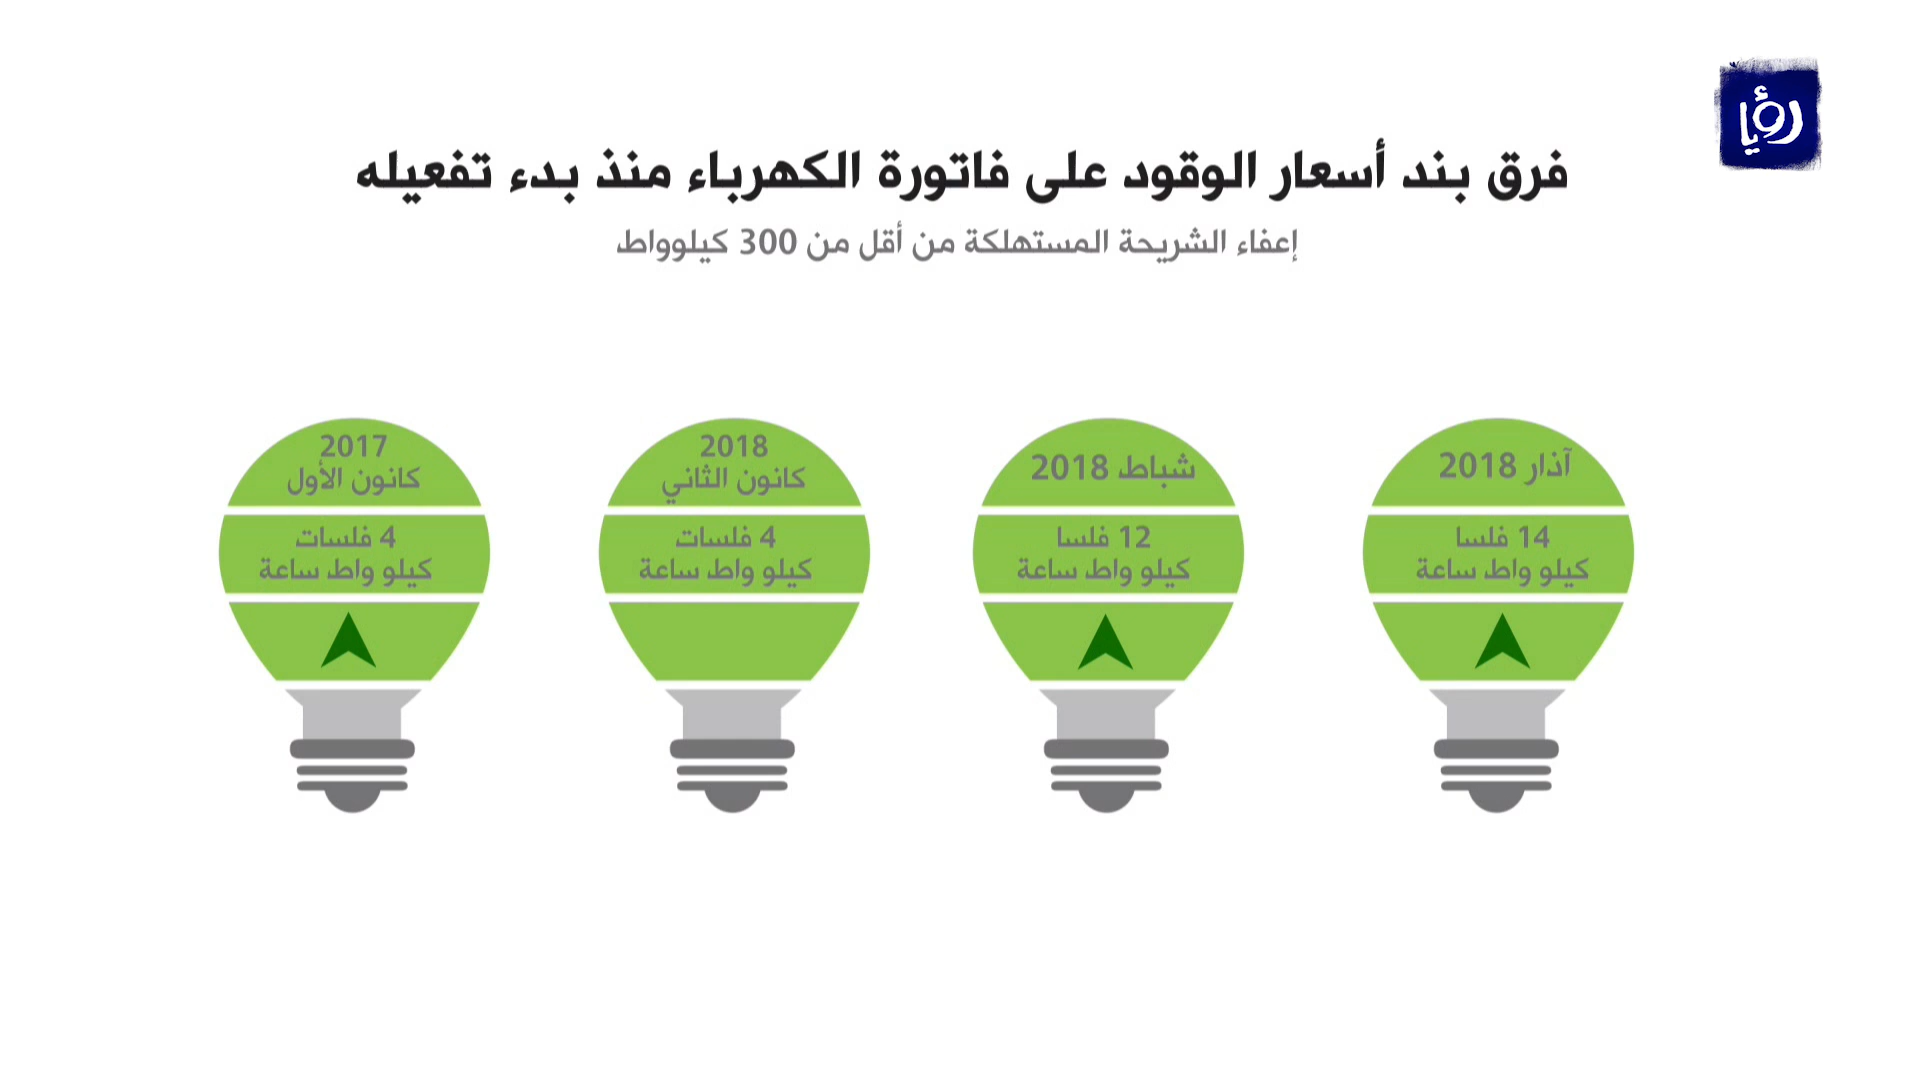 رؤيا
فرق بند أسعار الوقود على فاتورة الكهرباء منذ بدء تفعيله
إعفاء الشريحة المستهلكة من أقل من 300 كيلوواط
آذار 2018
14 فلسا
كيلو واط ساعة
شباط 2018
12 فلسا
كيلو واط ساعة
2018
كانون الثاني
4 فلسات
كيلو واط ساعة
2017
كانون الأول
4 فلسات
كيلو واط ساعة